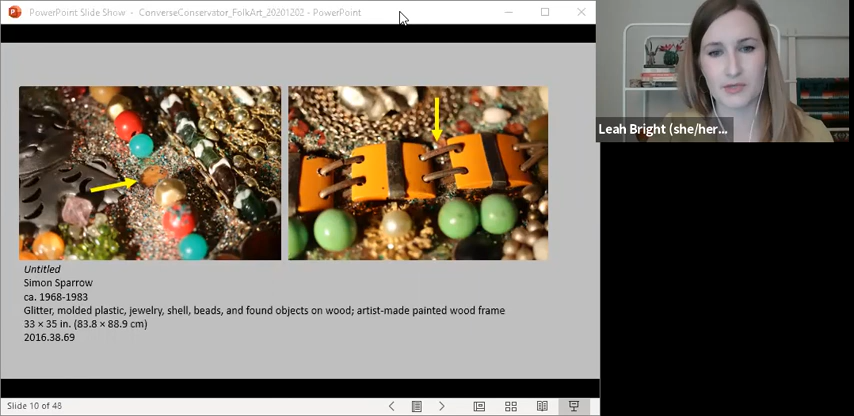 PowerPoint Slide Show - ConverseConservator_FolkArt_20201202 - PowerPoint
Leah Bright (she/her...
Untitled
Simon Sparrow
ca. 1968-1983
Glitter, molded plastic, jewelry, shell, beads, and found objects on wood; artist-made painted wood frame
33 × 35 in. (83.8 × 88.9 cm)
2016.38.69
Slide 10 of 48